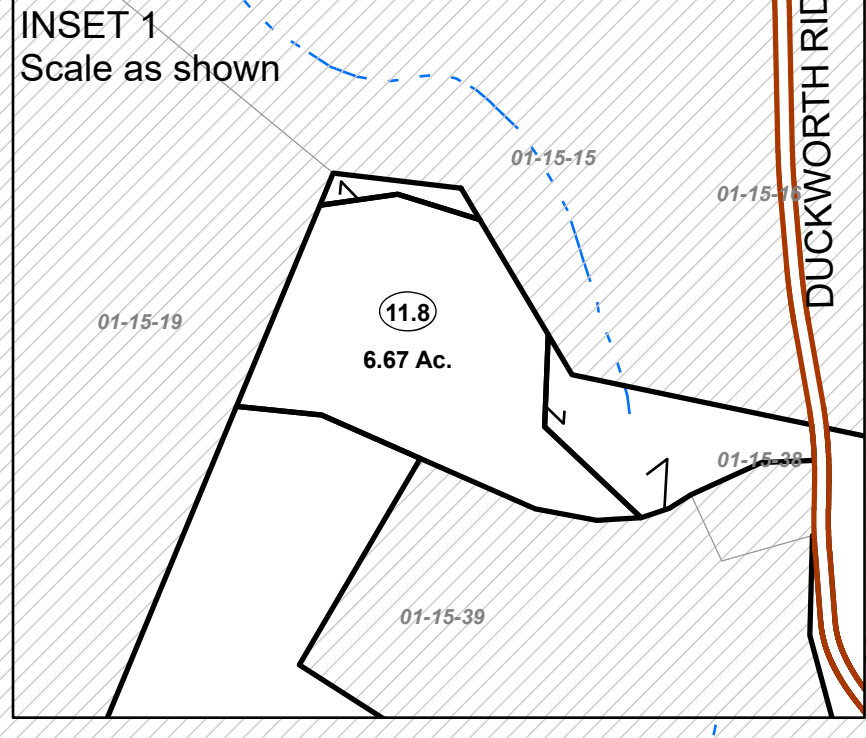 INSET 1
Scale as shown
01-15-15
01-15-16
DUCKWORTH RID
11.8
01-15-19
6.67 Ac.
01-15-38
01-15-39